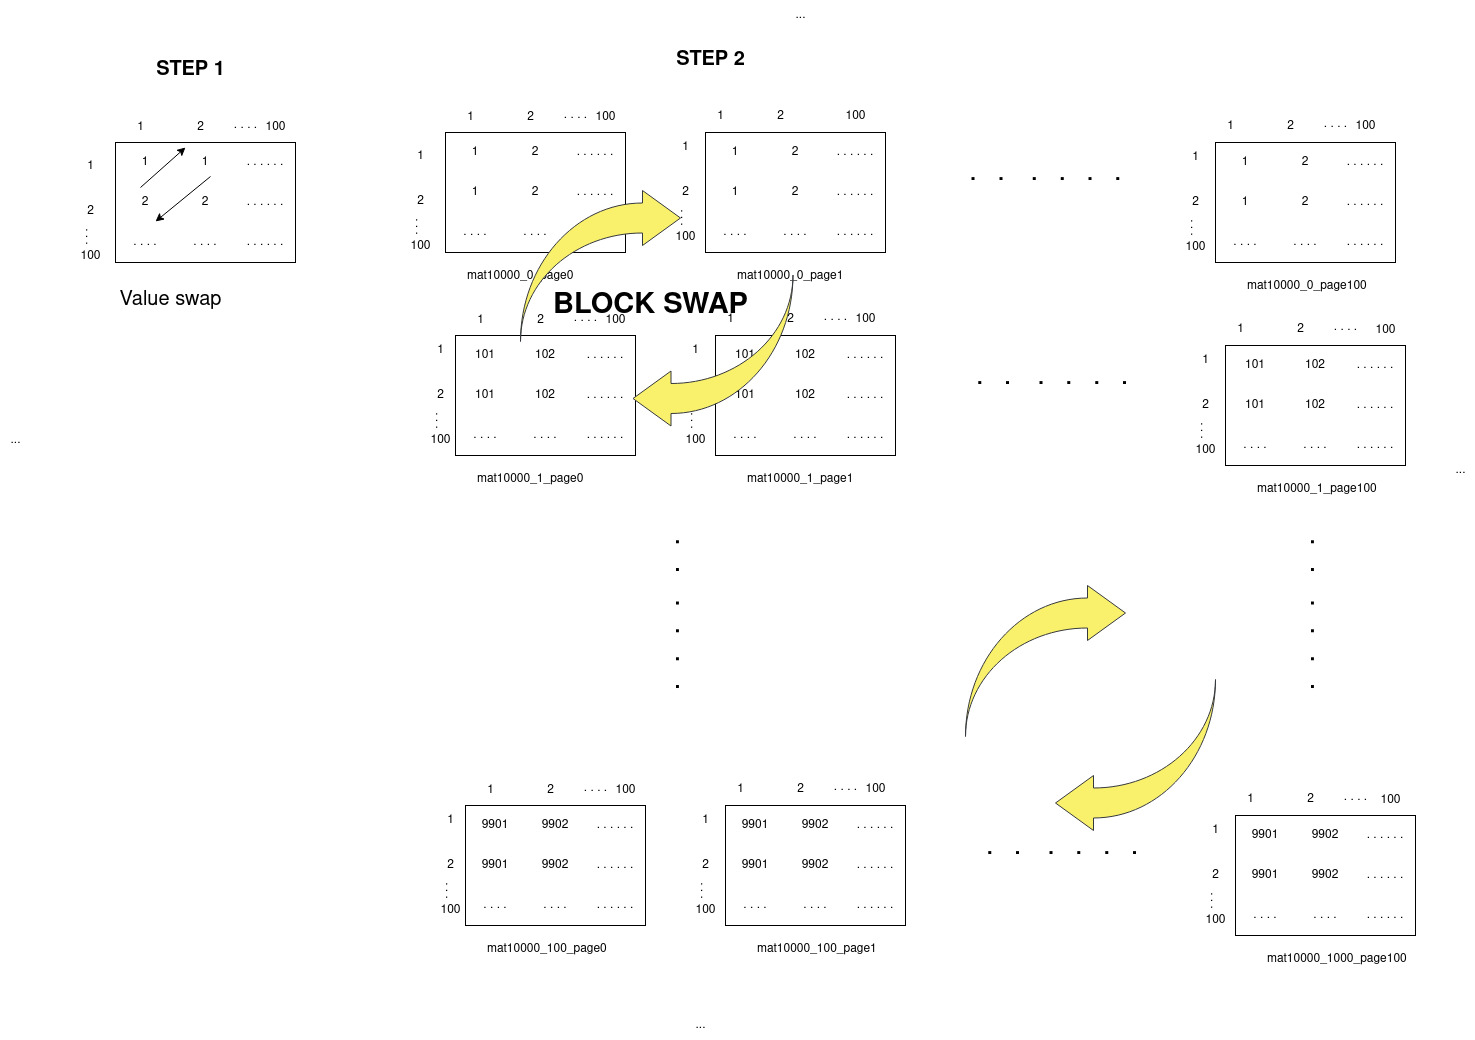 ...
STEP 1
STEP 2
1 2 . . . . 100
1 1 1 . . . . . .
2 2 2 . . . . . .
. . .
100 . . . . . . . . . . . . . .
Value swap
1 2 . . . . 100
1 1 2 . . . . . .
2 1 2 . . . . . .
. . .
100 . . . . . . . .
mat10000_0_page0
1 2 100
1 1 2 . . . . . .
2 1 2 . . . . . .
100 . . . . . . . . . . . . . .
mat10000_0_page1
. . . . . .
1 2 . . . . 100
1 1 2 . . . . . .
2 1 2 . . . . . .
. . .
100 . . . . . . . . . . . . . .
mat10000_0_page100
BLOCK SWAP
1 2 . . . . 100
1 101 102 . . . . . .
2 101 102 . . . . . .
. . .
100 . . . . . . . . . . . . . .
mat10000_1_page0
1 2 . . . . 100
1 101 102 . . . . . .
101 102 . . . . . .
. . .
100 . . . . . . . . . . . . . .
mat10000_1_page1
. . . . . .
1 2 . . . . 100
1 101 102 . . . . . .
2 101 102 . . . . . .
. . .
100 . . . . . . . . . . . . . .
mat10000_1_page100
...
...
. . . . . .
. . . . . .
1 2 . . . . 100
1 9901 9902 . . . . . .
2 9901 9902 . . . . . .
. . .
100 . . . . . . . . . . . . . .
mat10000_100_page0
1 2 . . . . 100
1 9901 9902 . . . . . .
2 9901 9902 . . . . . .
. . .
100 . . . . . . . . . . . . . .
mat10000_100_page1
. . . . . .
1 2 . . . . 100
1 9901 9902 . . . . . .
2 9901 9902 . . . . . .
. . .
100 . . . . . . . . . . . . . .
mat10000_1000_page100
...